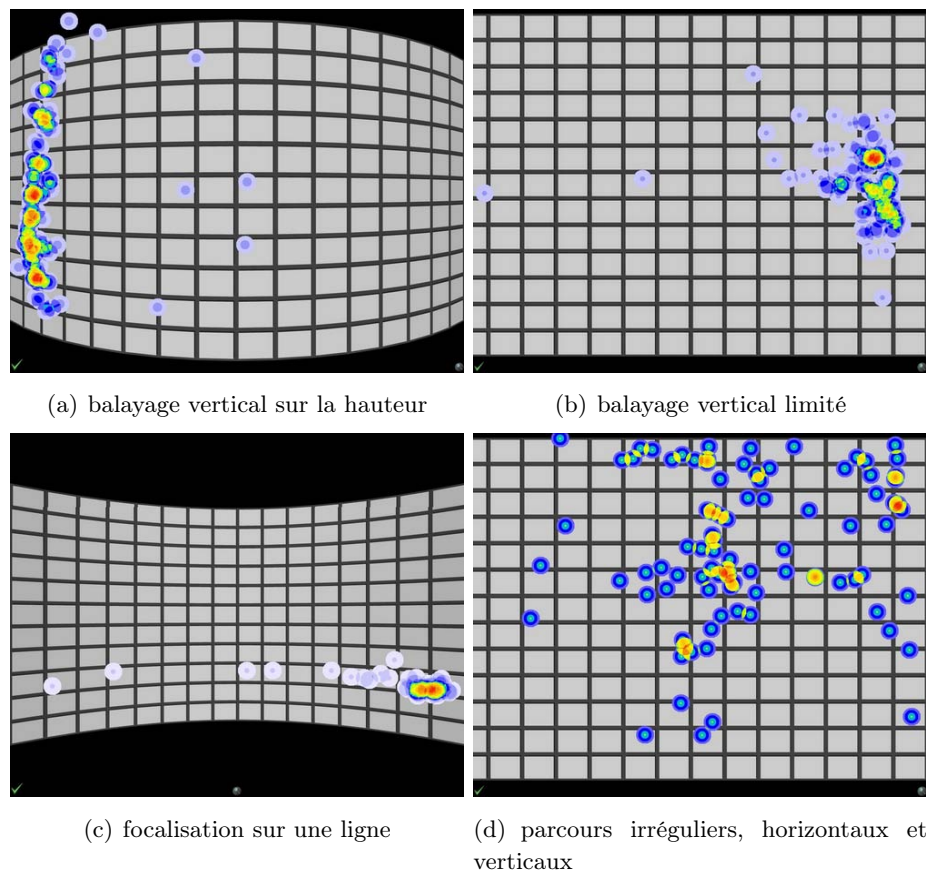 (a) balayage vertical sur la hauteur
(b) balayage vertical limité
(c) focalisation sur une ligne
(d) parcours irréguliers, horizontaux et
verticaux